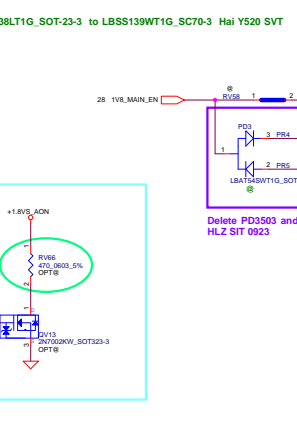 38LT1G_SOT-23-3 to LBSS139WT1G_SC70-3 Hai Y520 SVT
@
28 1V8_MAIN_EN RV58 1 2
PD3
3 PR4
1
2 PR5
LBAT54SWT1G_SOT
@
Delete PD3503 and
HLZ SIT 0923
+1.8VS_AON
1
RV66
470_0603_5%
OPT@
2
1
QV13
2N7002KW_SOT323-3
OPT@
3